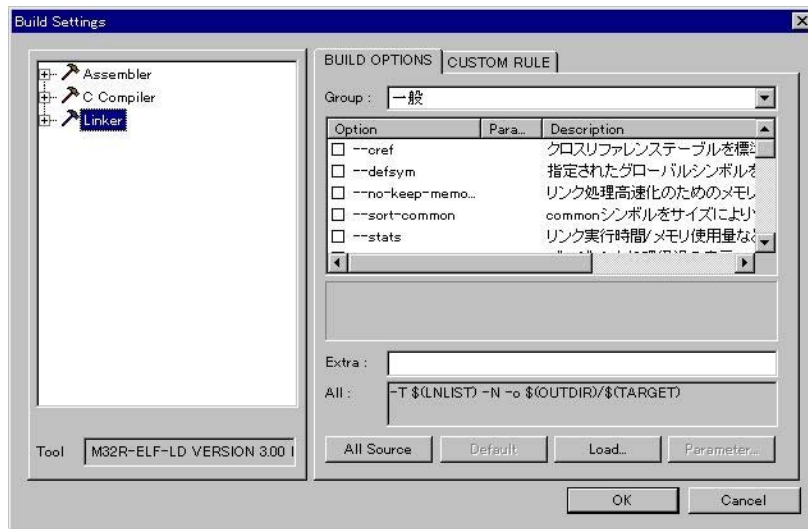 Build Settings
Assembler
C Compiler
Linker
BUILD OPTIONS
CUSTOM RULE
Group : 一般
Option Para... Description
--cref クロスリファレンステーブルを標準
--defsym 指定されたグローバルシンボルを
--no-keep-memo... リンク処理高速化のためのメモリ
--sort-common commonシンボルをサイズにより
--stats リンク実行時間/メモリ使用量な
Extra :
All : -T $(LNLIST) -N -o $(OUTDIR)/$(TARGET)
Tool M32R-ELF-LD VERSION 3.00
All Source Default Load... Parameter...
OK Cancel